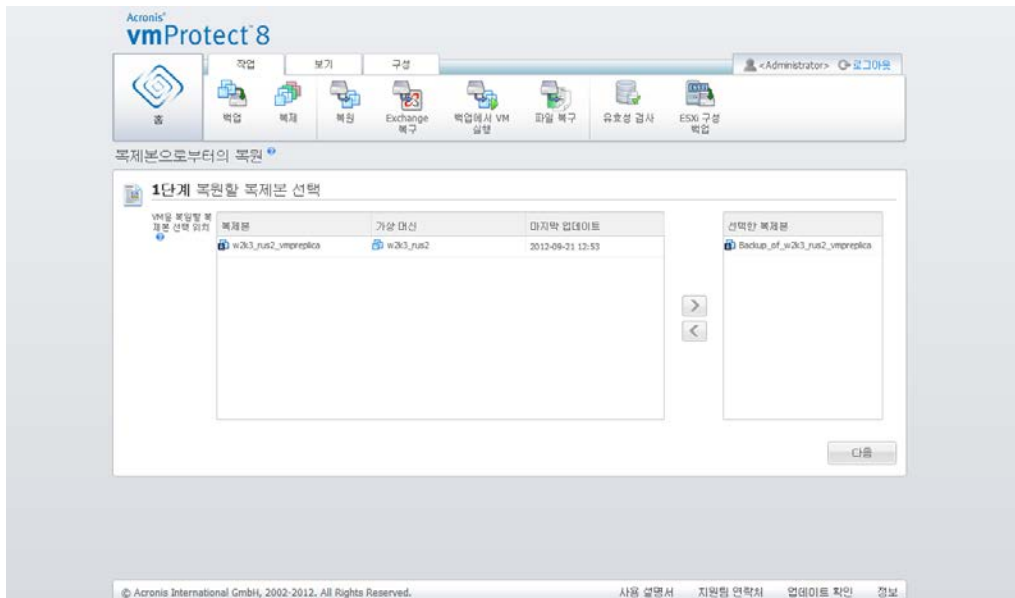 Acronis®
vmProtect™ 8
작업 보기 구성
<Administrator> 로그아웃
홈
백업
복제
복원
Exchange 복구
백업에서 VM 실행
파일 복구
유효성 검사
ESXi 구성 백업
복제본으로부터의 복원
1단계 복원할 복제본 선택
VM을 복원할 복
제본 선택 위치
복제본 가상 머신 마지막 업데이트
w2k3_rus2_vmpreplica w2k3_rus2 2012-09-21 12:53
선택한 복제본
Backup_of_w2k3_rus2_vmpreplica
다음
© Acronis International GmbH, 2002-2012. All Rights Reserved.
사용 설명서 지원팀 연락처 업데이트 확인 정보